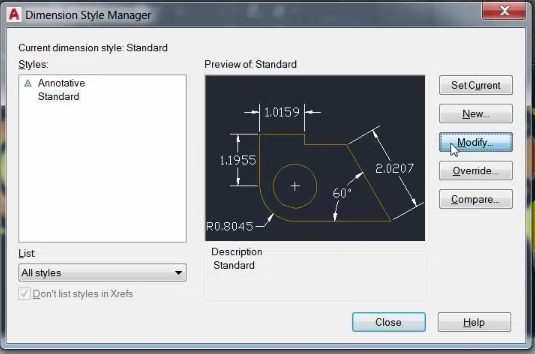 A Dimension Style Manager
Current dimension style: Standard
Styles:
Annotative
Standard
Preview of: Standard
1.0159
1.1955
2.0207
60°
R0.8045
Set Current
New...
Modify...
Override...
Compare...
List:
All styles
Don't list styles in Xrefs
Description
Standard
Close
Help